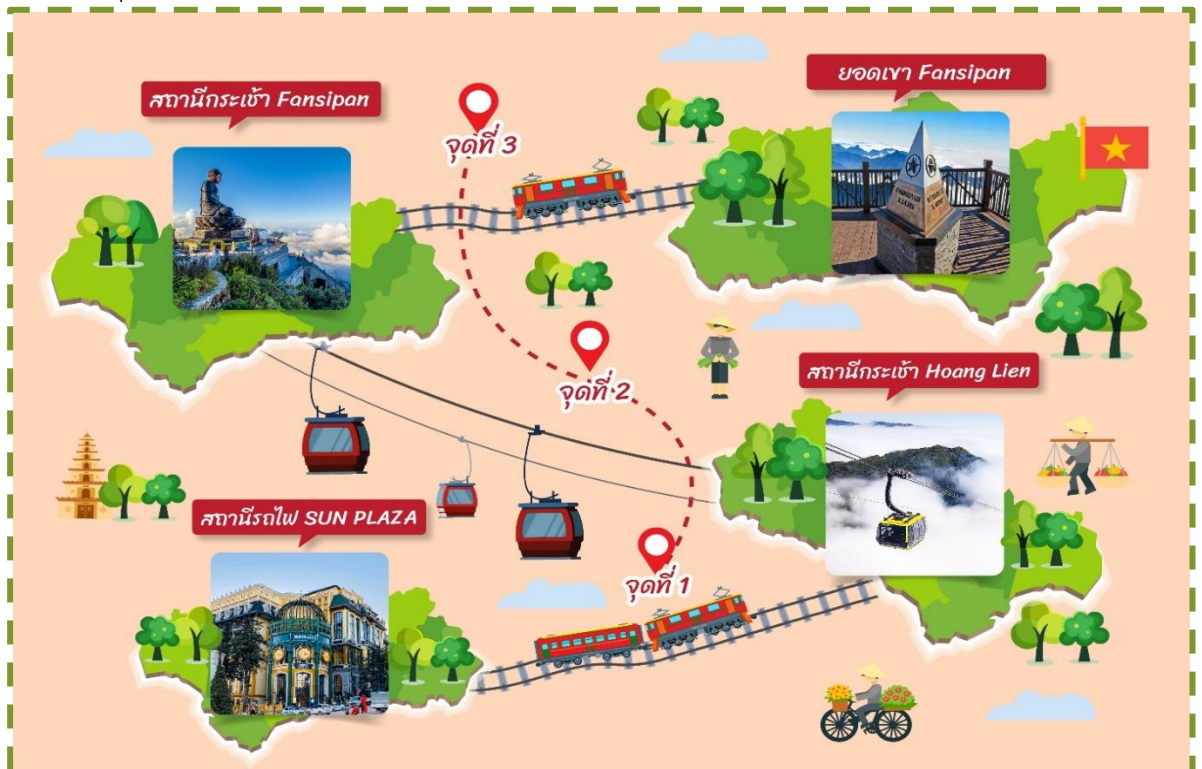 สถานีกระเช้า Fansipan
ยอดเขา Fansipan
จุดที่ 3
จุดที่ 2
สถานีกระเช้า Hoang Lien
สถานีรถไฟ SUN PLAZA
จุดที่ 1